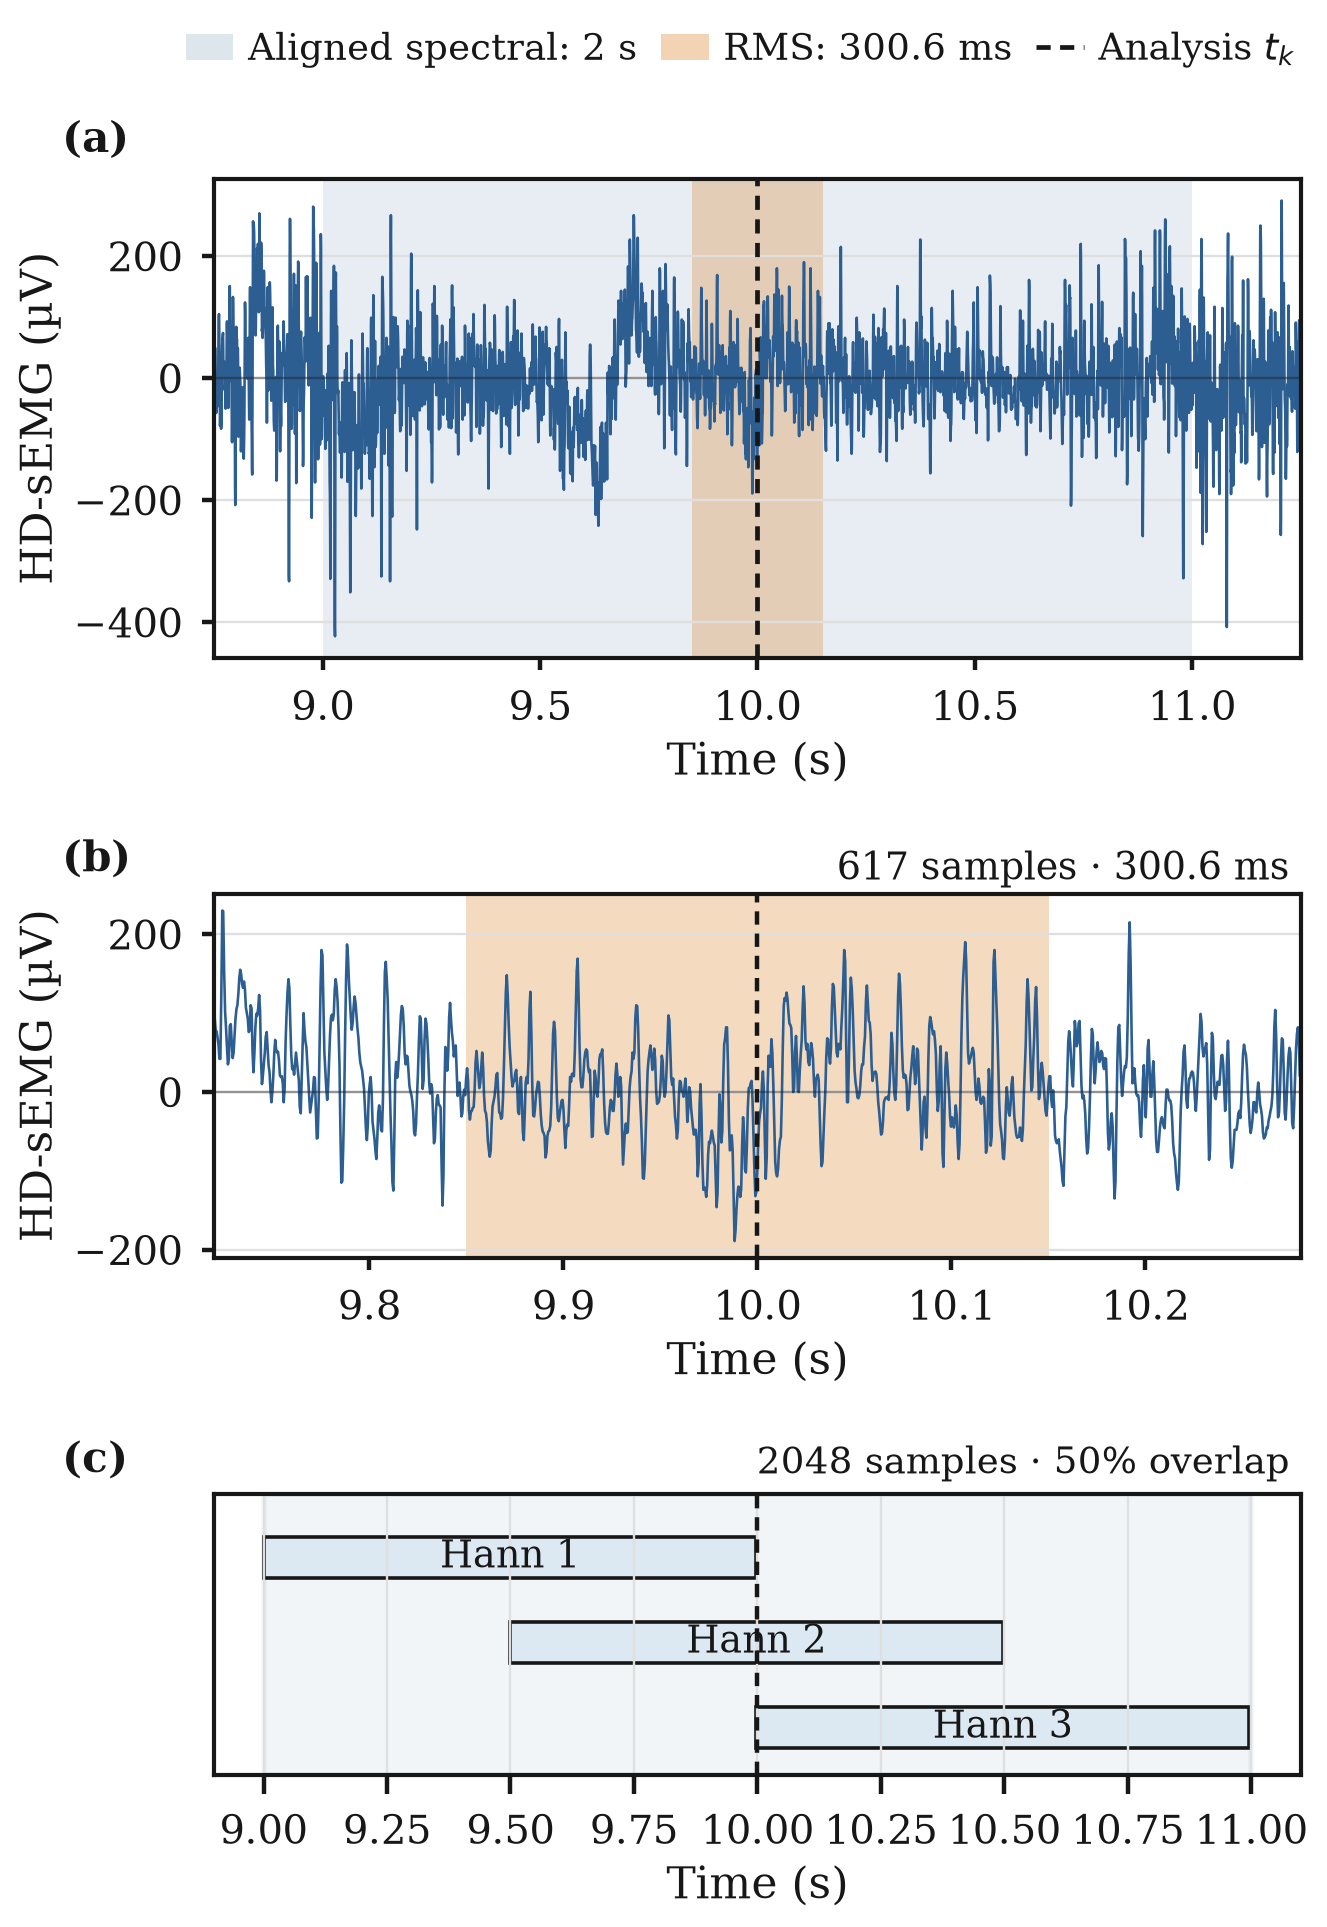 Aligned spectral: 2 s RMS: 300.6 ms Analysis tₖ
(a)
HD-sEMG (µV)
200
0
−200
−400
9.0 9.5 10.0 10.5 11.0
Time (s)
(b)
617 samples · 300.6 ms
HD-sEMG (µV)
200
0
−200
9.8 9.9 10.0 10.1 10.2
Time (s)
(c)
2048 samples · 50% overlap
Hann 1
Hann 2
Hann 3
9.00 9.25 9.50 9.75 10.00 10.25 10.50 10.75 11.00
Time (s)